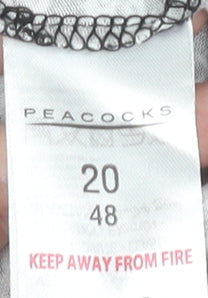 PEACOCKS
20
48
KEEP AWAY FROM FIRE